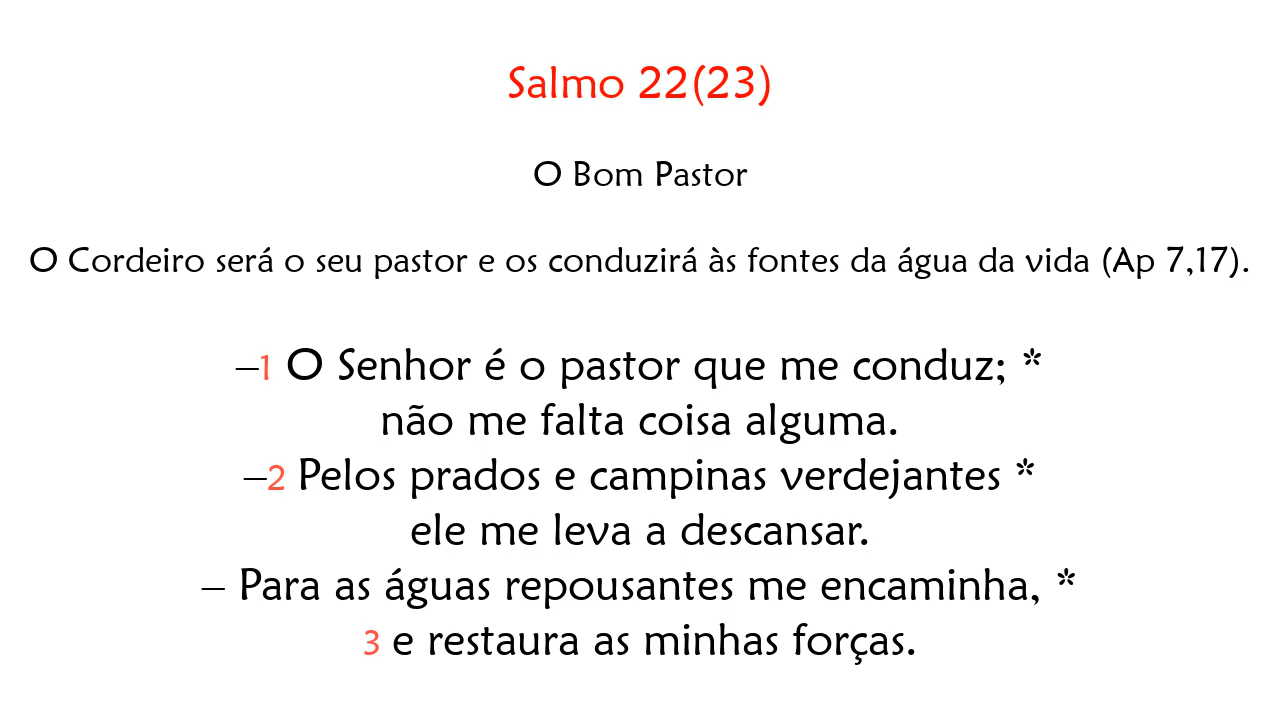 Salmo 22(23)
O Bom Pastor
O Cordeiro será o seu pastor e os conduzirá às fontes da água da vida (Ap 7,17).
–1 O Senhor é o pastor que me conduz; *
não me falta coisa alguma.
–2 Pelos prados e campinas verdejantes *
ele me leva a descansar.
– Para as águas repousantes me encaminha, *
3 e restaura as minhas forças.